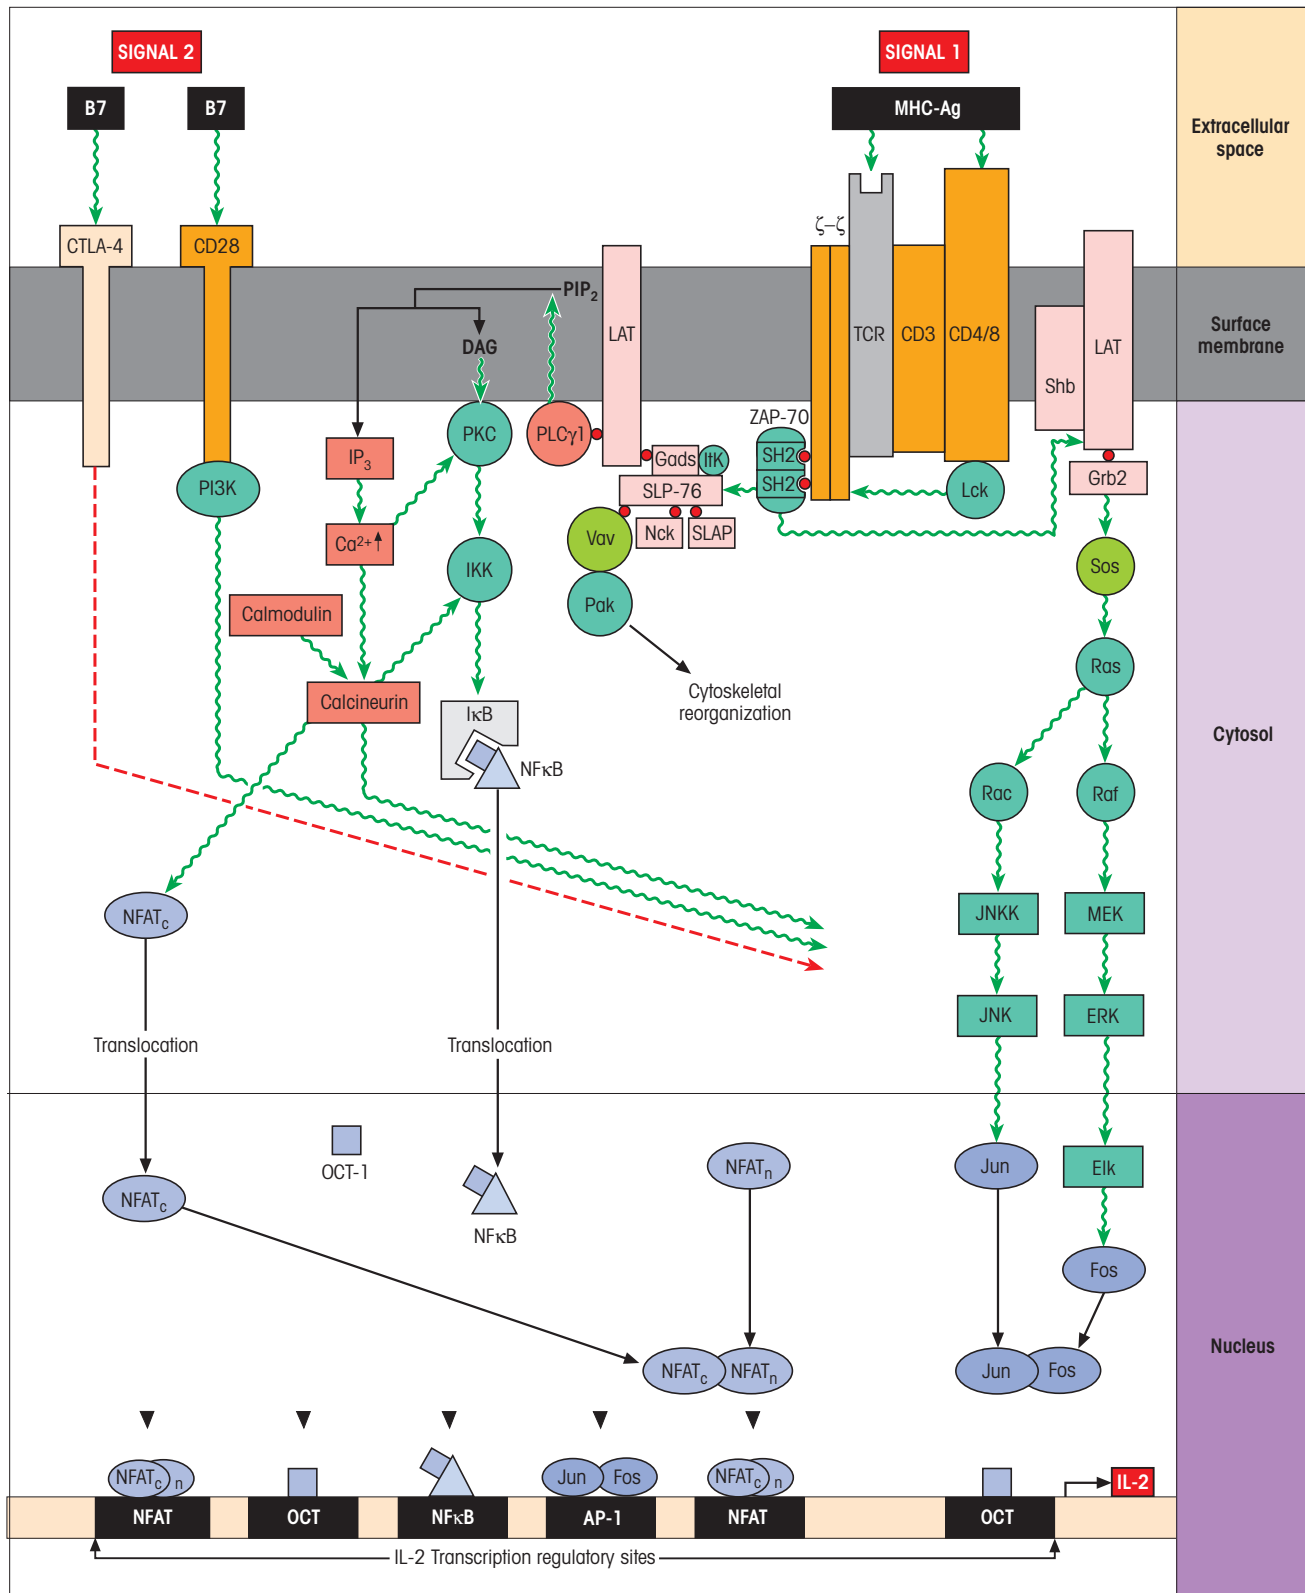 SIGNAL 2
SIGNAL 1
B7
B7
MHC-Ag
Extracellular
space
ζ–ζ
CTLA-4
CD28
PIP₂
LAT
TCR
CD3
CD4/8
LAT
Surface
membrane
DAG
Shb
ZAP-70
PKC
PLCγ1
IP₃
Gads
ItK
SH2
SH2
Grb2
PI3K
SLP-76
Lck
Ca²⁺↑
Vav
Nck
SLAP
IKK
Sos
Calmodulin
Pak
Ras
Calcineurin
Cytoskeletal
reorganization
IκB
NFκB
Cytosol
Rac
Raf
NFATc
JNKK
MEK
JNK
ERK
Translocation
Translocation
OCT-1
NFATn
Jun
Elk
NFATc
NFκB
Fos
Nucleus
NFATc
NFATn
Jun
Fos
NFATc
n
Jun
Fos
NFATc
n
IL-2
NFAT
OCT
NFκB
AP-1
NFAT
OCT
IL-2 Transcription regulatory sites